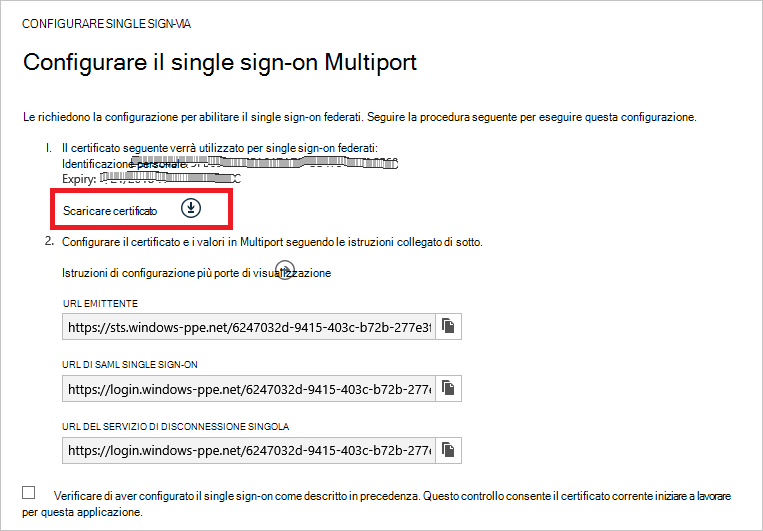 CONFIGURARE SINGLE SIGN-VIA
Configurare il single sign-on Multiport
Le richiedono la configurazione per abilitare il single sign-on federati. Seguire la procedura seguente per eseguire questa configurazione.
I. Il certificato seguente verrà utilizzato per single sign-on federati:
Identificazione personale:
Expiry:
Scaricare certificato
2. Configurare il certificato e i valori in Multiport seguendo le istruzioni collegato di sotto.
Istruzioni di configurazione più porte di visualizzazione
URL EMITTENTE
https://sts.windows-ppe.net/6247032d-9415-403c-b72b-277e3f
URL DI SAML SINGLE SIGN-ON
https://login.windows-ppe.net/6247032d-9415-403c-b72b-277e
URL DEL SERVIZIO DI DISCONNESSIONE SINGOLA
https://login.windows-ppe.net/6247032d-9415-403c-b72b-277e
Verificare di aver configurato il single sign-on come descritto in precedenza. Questo controllo consente il certificato corrente iniziare a lavorare
per questa applicazione.